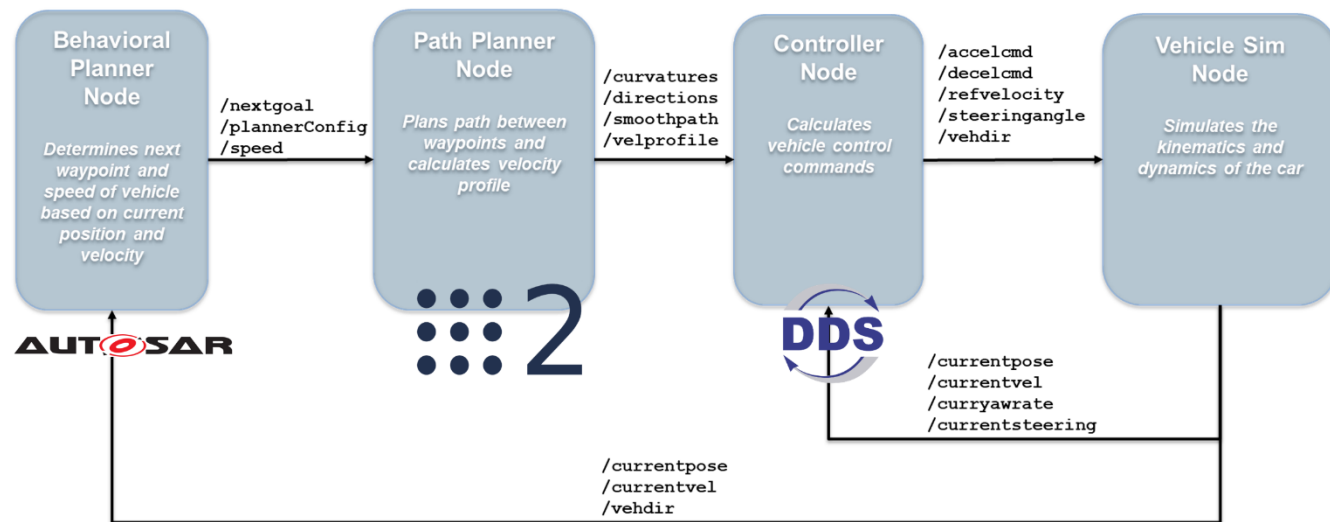 Behavioral
Planner
Node
Determines next
waypoint and
speed of vehicle
based on current
position and
velocity
/nextgoal
/plannerConfig
/speed
Path Planner
Node
Plans path between
waypoints and
calculates velocity
profile
/curvatures
/directions
/smoothpath
/velprofile
Controller
Node
Calculates
vehicle control
commands
/accelcmd
/decelcmd
/refvelocity
/steeringangle
/vehdir
Vehicle Sim
Node
Simulates the
kinematics and
dynamics of the car
AUTOSAR
2
DDS
/currentpose
/currentvel
/curryawrate
/currentsteering
/currentpose
/currentvel
/vehdir